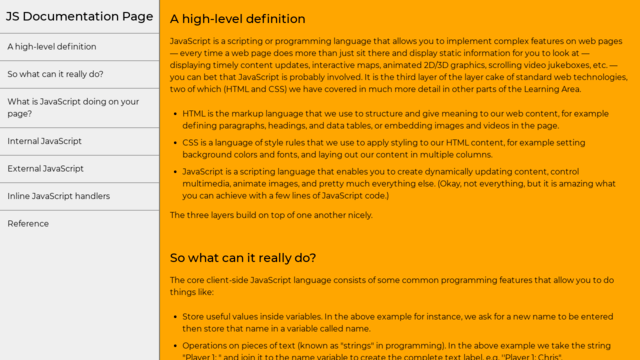 JS Documentation Page
A high-level definition
So what can it really do?
What is JavaScript doing on your
page?
Internal JavaScript
External JavaScript
Inline JavaScript handlers
Reference
A high-level definition
JavaScript is a scripting or programming language that allows you to implement complex features on web pages
— every time a web page does more than just sit there and display static information for you to look at —
displaying timely content updates, interactive maps, animated 2D/3D graphics, scrolling video jukeboxes, etc. —
you can bet that JavaScript is probably involved. It is the third layer of the layer cake of standard web technologies,
two of which (HTML and CSS) we have covered in much more detail in other parts of the Learning Area.
• HTML is the markup language that we use to structure and give meaning to our web content, for example
defining paragraphs, headings, and data tables, or embedding images and videos in the page.
• CSS is a language of style rules that we use to apply styling to our HTML content, for example setting
background colors and fonts, and laying out our content in multiple columns.
• JavaScript is a scripting language that enables you to create dynamically updating content, control
multimedia, animate images, and pretty much everything else. (Okay, not everything, but it is amazing what
you can achieve with a few lines of JavaScript code.)
The three layers build on top of one another nicely.
So what can it really do?
The core client-side JavaScript language consists of some common programming features that allow you to do
things like:
• Store useful values inside variables. In the above example for instance, we ask for a new name to be entered
then store that name in a variable called name.
• Operations on pieces of text (known as "strings" in programming). In the above example we take the string
"Player 1: " and join it to the name variable to create the complete text label, e.g. ''Player 1: Chris".